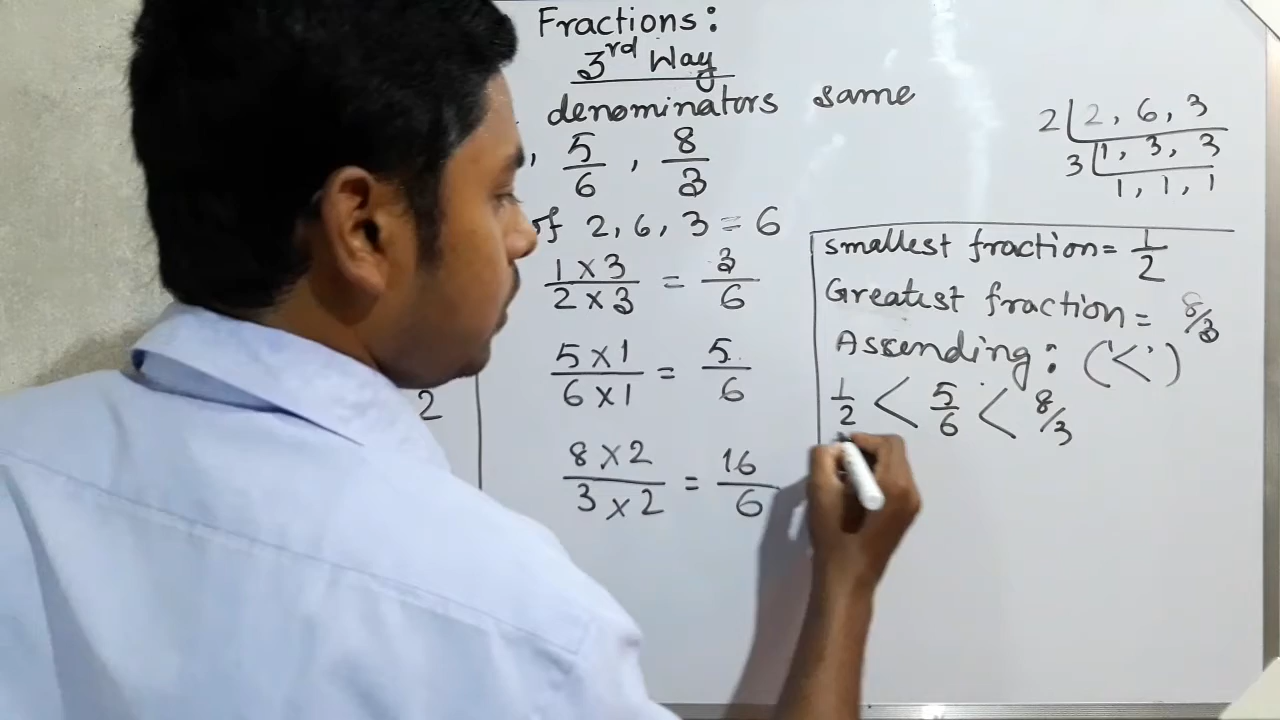 Fractions:
3rd Way
denominators same
, 5/6 , 8/3
of 2, 6, 3 = 6
1 x 3 / 2 x 3 = 3/6
5 x 1 / 6 x 1 = 5/6
8 x 2 / 3 x 2 = 16/6
2
2 | 2, 6, 3
3 | 1, 3, 3
1, 1, 1
smallest fraction = 1/2
Greatest fraction = 8/3
Assending: ('<')
1/2 < 5/6 < 8/3